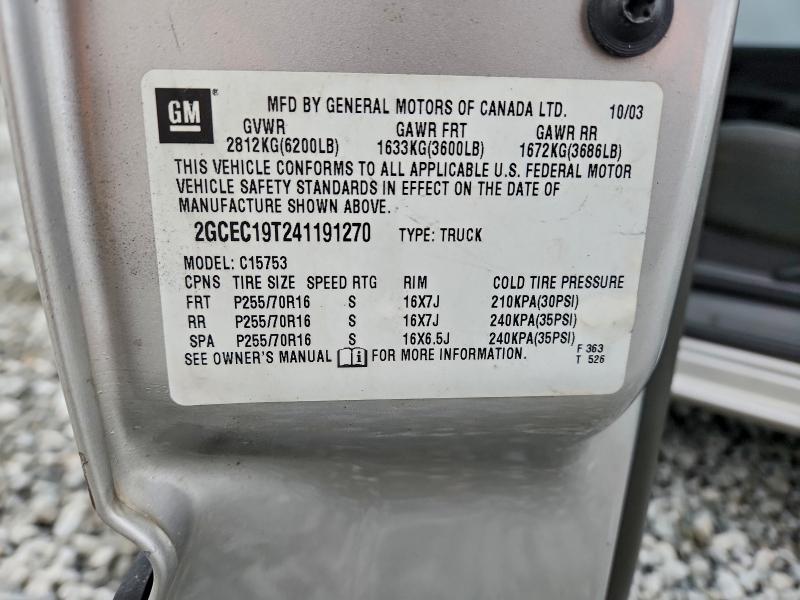 GM ® MFD BY GENERAL MOTORS OF CANADA LTD. 10/03
GVWR GAWR FRT GAWR RR
2812KG(6200LB) 1633KG(3600LB) 1672KG(3686LB)
THIS VEHICLE CONFORMS TO ALL APPLICABLE U.S. FEDERAL MOTOR
VEHICLE SAFETY STANDARDS IN EFFECT ON THE DATE OF
MANUFACTURE SHOWN ABOVE.
2GCEC19T241191270 TYPE: TRUCK
MODEL: C15753
CPNS TIRE SIZE SPEED RTG RIM COLD TIRE PRESSURE
FRT P255/70R16 S 16X7J 210KPA(30PSI)
RR P255/70R16 S 16X7J 240KPA(35PSI)
SPA P255/70R16 S 16X6.5J 240KPA(35PSI)
SEE OWNER'S MANUAL FOR MORE INFORMATION. F 363
T 526